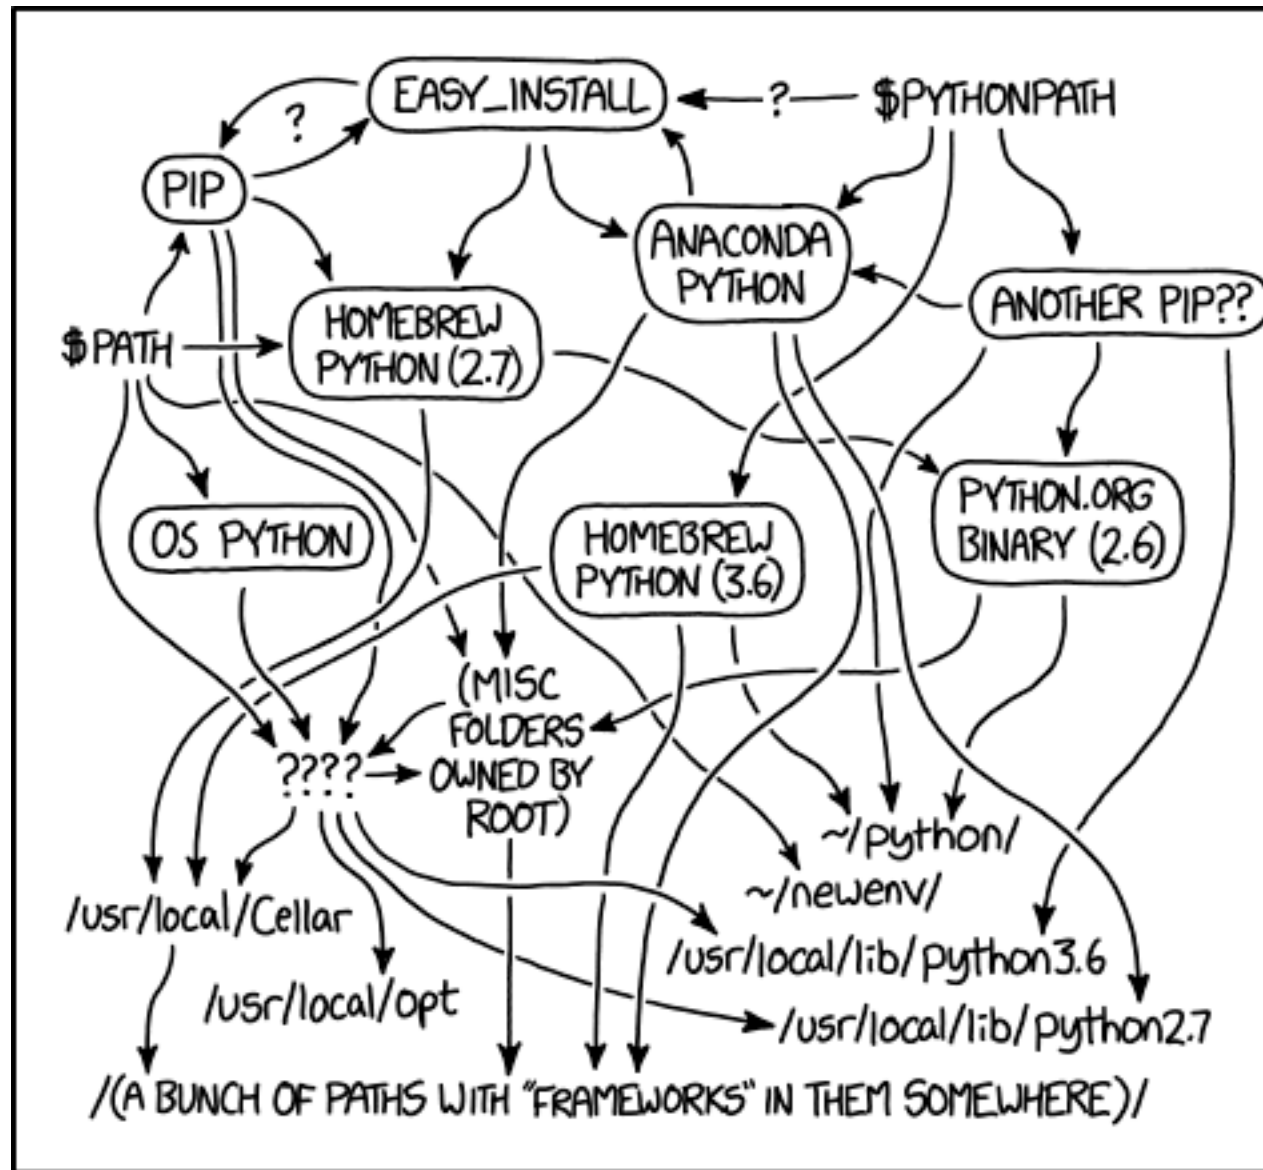 EASY_INSTALL
?
$PYTHONPATH
?
PIP
ANACONDA
PYTHON
ANOTHER PIP??
HOMEBREW
PYTHON (2.7)
$PATH
OS PYTHON
HOMEBREW
PYTHON (3.6)
PYTHON.ORG
BINARY (2.6)
(MISC
FOLDERS
OWNED BY
ROOT)
????
~/python/
~/newenv/
/usr/local/Cellar
/usr/local/lib/python3.6
/usr/local/opt
/usr/local/lib/python2.7
/(A BUNCH OF PATHS WITH "FRAMEWORKS" IN THEM SOMEWHERE)/